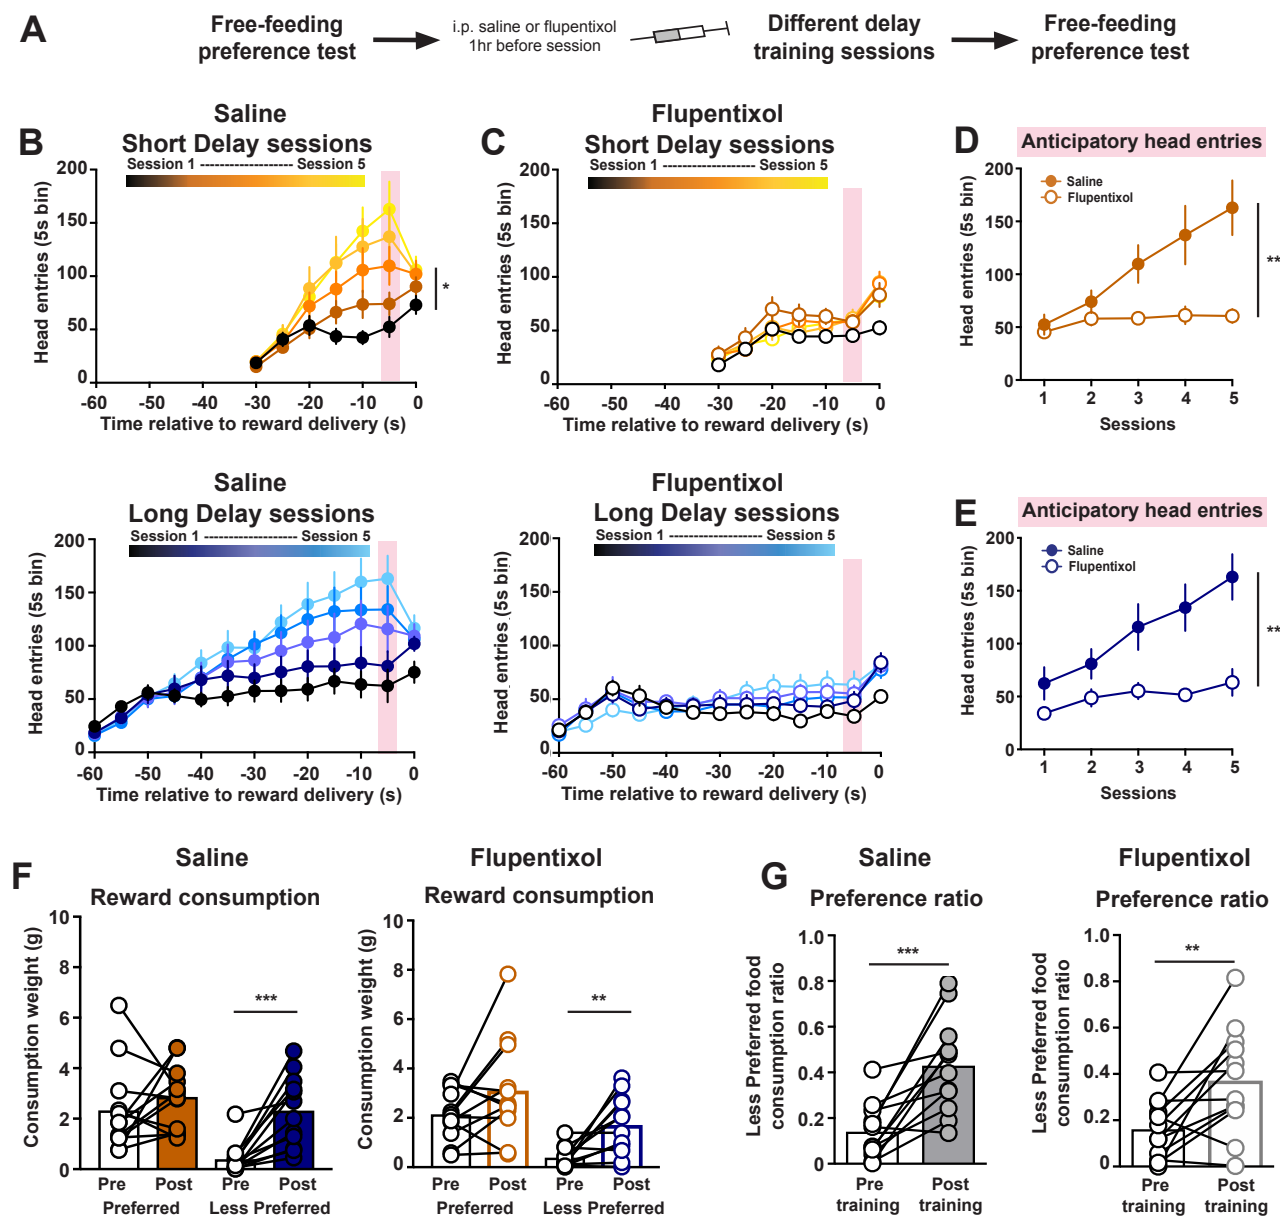 A
Free-feeding
preference test
i.p. saline or flupentixol
1hr before session
Different delay
training sessions
Free-feeding
preference test
B
Saline
Short Delay sessions
Session 1 ------------------- Session 5
Head entries (5s bin)
200
150
100
50
0
*
-60 -50 -40 -30 -20 -10 0
Time relative to reward delivery (s)
C
Flupentixol
Short Delay sessions
Session 1 ------------------- Session 5
Head entries (5s bin)
200
150
100
50
0
-60 -50 -40 -30 -20 -10 0
Time relative to reward delivery (s)
D
Anticipatory head entries
Saline
Flupentixol
Head entries (5s bin)
200
150
100
50
0
**
1 2 3 4 5
Sessions
Saline
Long Delay sessions
Session 1 ------------------- Session 5
Head entries (5s bin)
200
150
100
50
0
-60 -50 -40 -30 -20 -10 0
Time relative to reward delivery (s)
Flupentixol
Long Delay sessions
Session 1 ------------------- Session 5
Head entries (5s bin)
200
150
100
50
0
-60 -50 -40 -30 -20 -10 0
Time relative to reward delivery (s)
E
Anticipatory head entries
Saline
Flupentixol
Head entries (5s bin)
200
150
100
50
0
**
1 2 3 4 5
Sessions
F
Saline
Reward consumption
Consumption weight (g)
10
8
6
4
2
0
***
Pre Post Pre Post
Preferred Less Preferred
Flupentixol
Reward consumption
Consumption weight (g)
10
8
6
4
2
0
**
Pre Post Pre Post
Preferred Less Preferred
G
Saline
Preference ratio
Less Preferred food
consumption ratio
1.0
0.8
0.6
0.4
0.2
0
***
Pre Post
training training
Flupentixol
Preference ratio
Less Preferred food
consumption ratio
1.0
0.8
0.6
0.4
0.2
0
**
Pre Post
training training